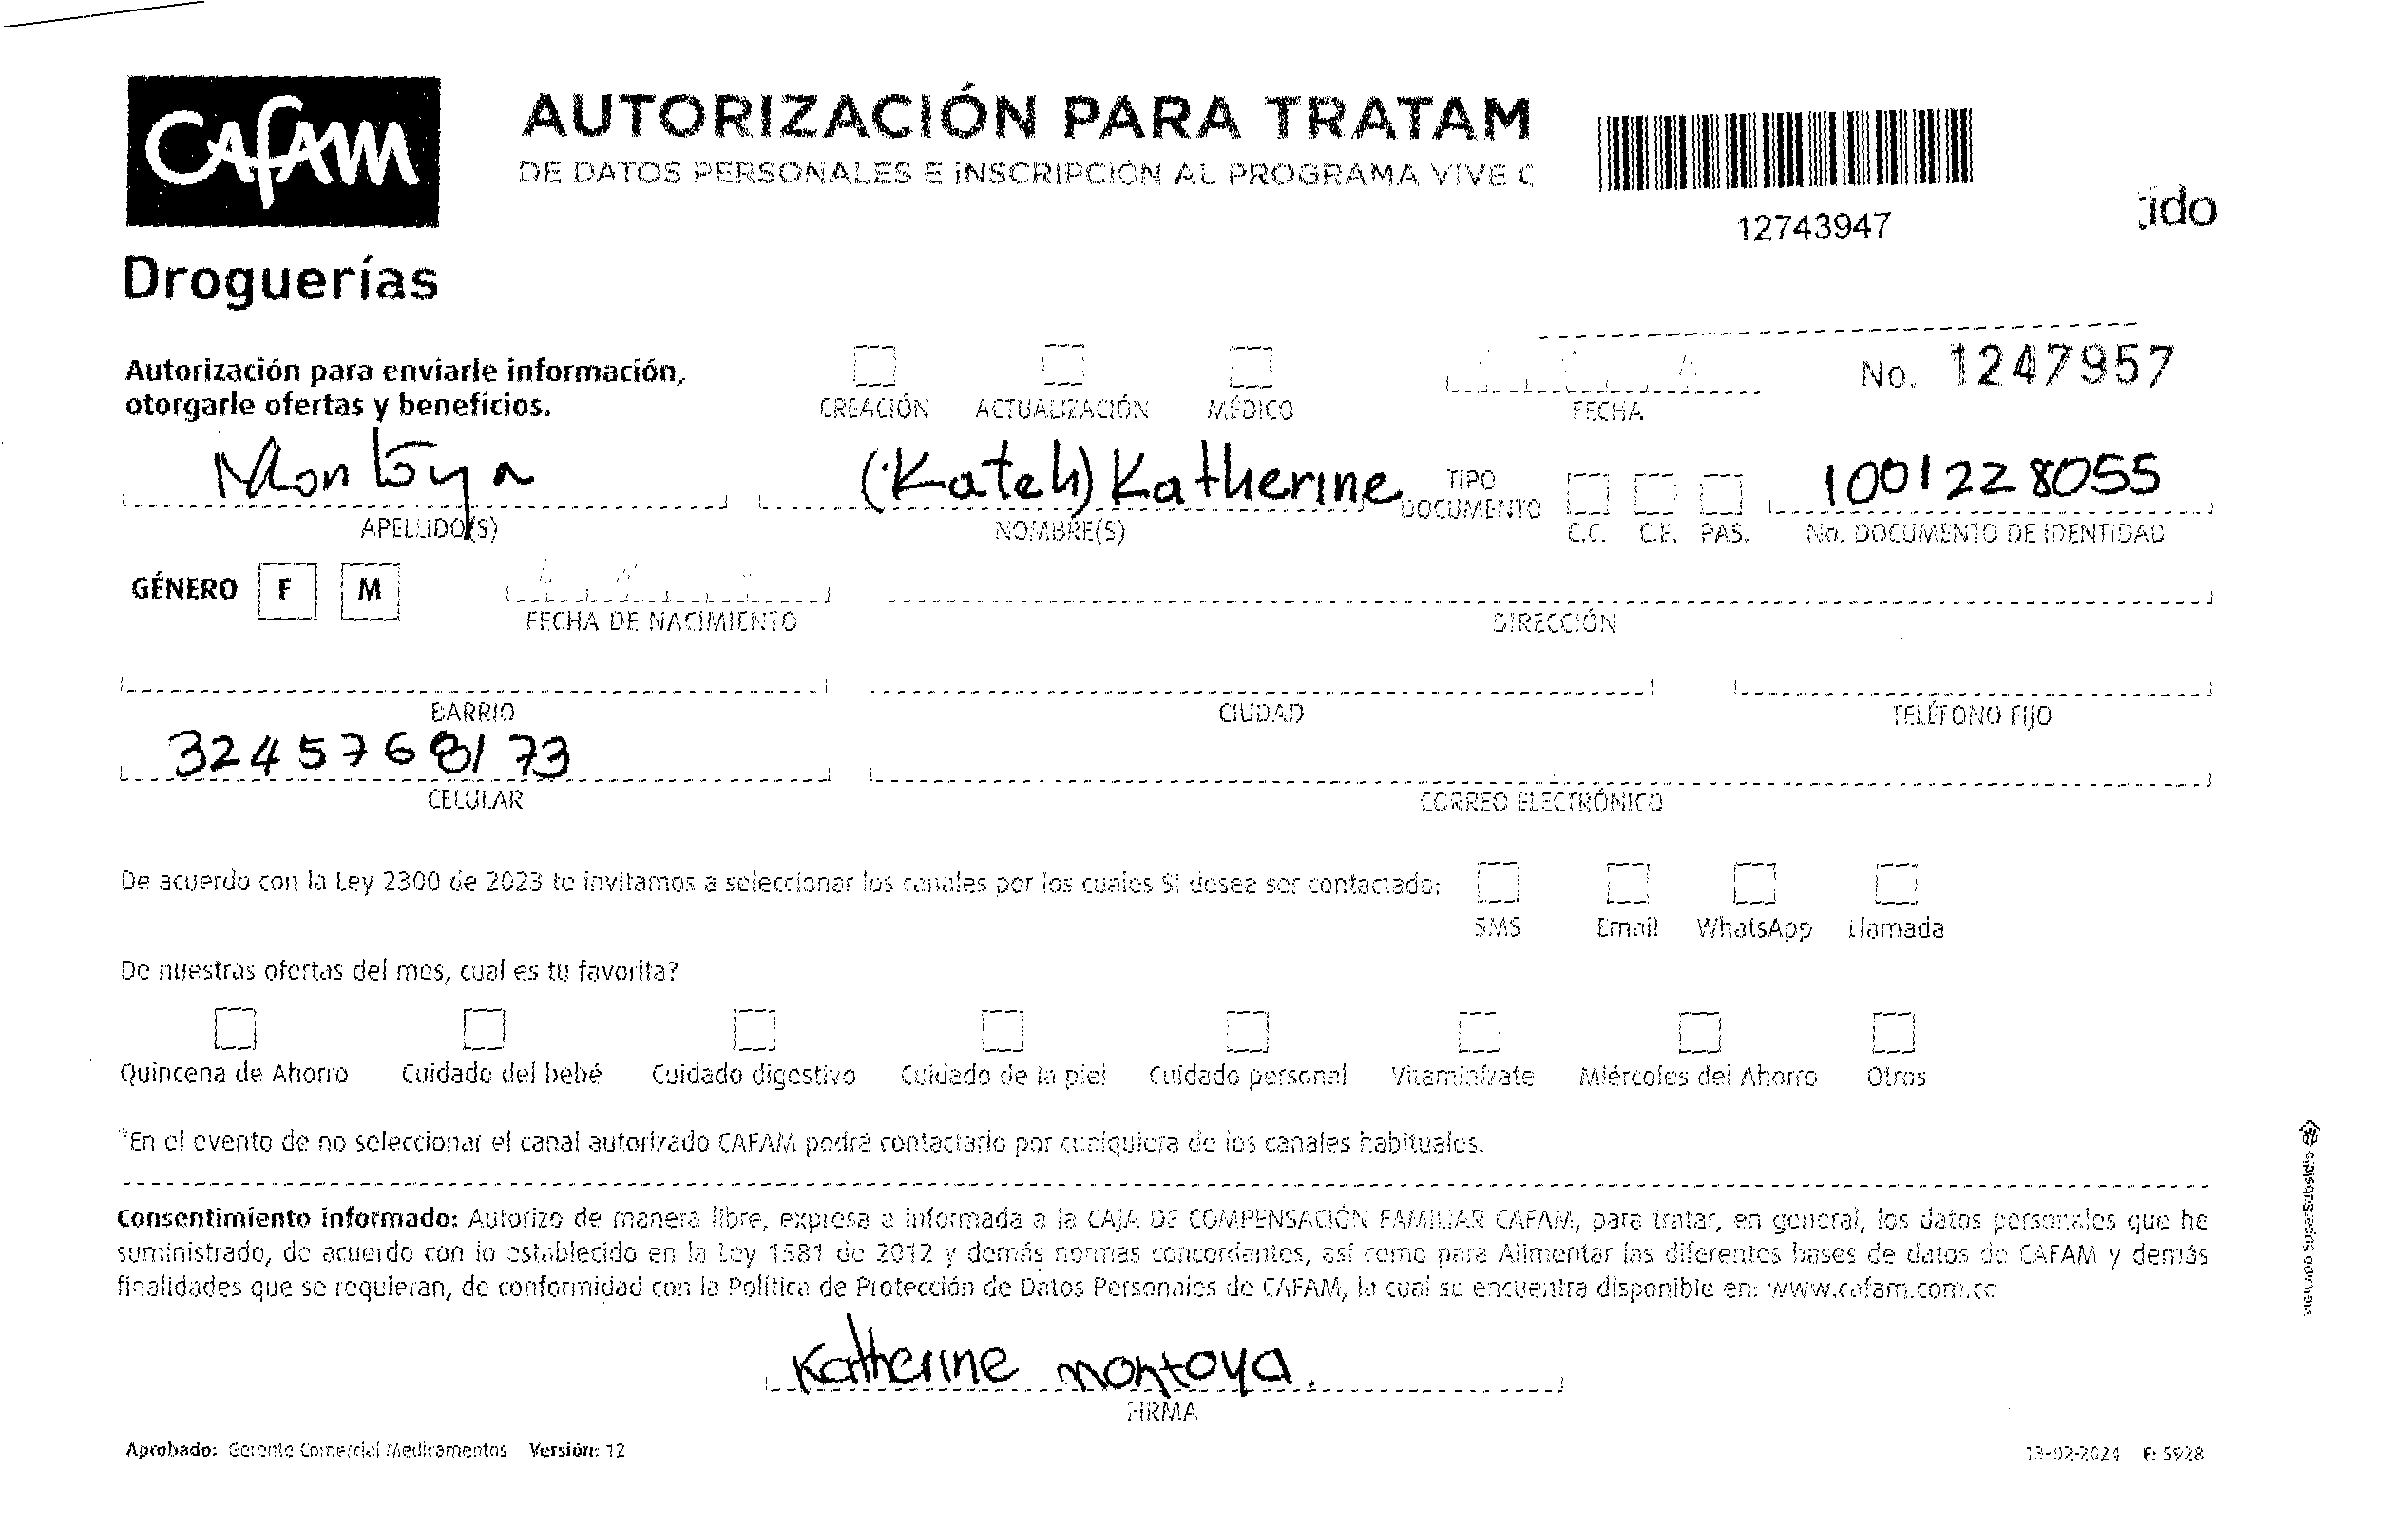 CAFAM
Droguerías
AUTORIZACIÓN PARA TRATAM
DE DATOS PERSONALES E INSCRIPCIÓN AL PROGRAMA VIVE C
12743947
tido
Autorización para enviarle información,
otorgarle ofertas y beneficios.
CREACIÓN ACTUALIZACIÓN MÉDICO
FECHA
No. 1247957
Montoya (Kateh) Katherine TIPO DOCUMENTO 1001228055
APELLIDO(S) NOMBRE(S) C.C. C.E. PAS. No. DOCUMENTO DE IDENTIDAD
GÉNERO F M
FECHA DE NACIMIENTO DIRECCIÓN
BARRIO CIUDAD TELÉFONO FIJO
3245768173
CELULAR CORREO ELECTRÓNICO
De acuerdo con la Ley 2300 de 2023 te invitamos a seleccionar los canales por los cuales SI desea ser contactado:
SMS Email WhatsApp Llamada
De nuestras ofertas del mes, cual es tu favorita?
Quincena de Ahorro Cuidado del bebé Cuidado digestivo Cuidado de la piel Cuidado personal Vitamínízate Miércoles del Ahorro Otros
*En el evento de no seleccionar el canal autorizado CAFAM podrá contactarlo por cualquiera de los canales habituales.
Consentimiento informado: Autorizo de manera libre, expresa e informada a la CAJA DE COMPENSACIÓN FAMILIAR CAFAM, para tratar, en general, los datos personales que he
suministrado, de acuerdo con lo establecido en la Ley 1581 de 2012 y demás normas concordantes, así como para Alimentar las diferentes bases de datos de CAFAM y demás
finalidades que se requieran, de conformidad con la Política de Protección de Datos Personales de CAFAM, la cual se encuentra disponible en: www.cafam.com.co
Katherine montoya.
FIRMA
Aprobado: Gerente Comercial Medicamentos Versión: 12
13-02-2024 F: 5928